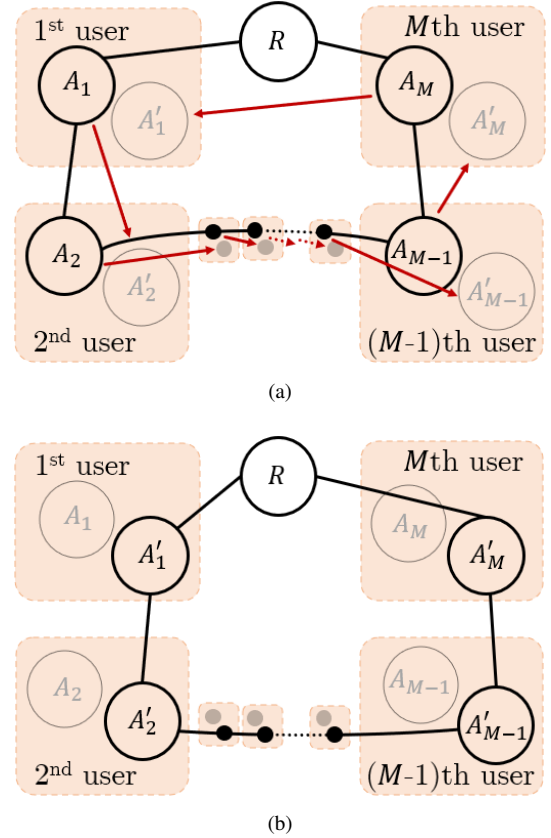 1st user
R
Mth user
A1
AM
A′1
A′M
A2
A′2
AM−1
A′M−1
2nd user
(M-1)th user
(a)
1st user
R
Mth user
A1
AM
A′1
A′M
A2
AM−1
A′2
A′M−1
2nd user
(M-1)th user
(b)